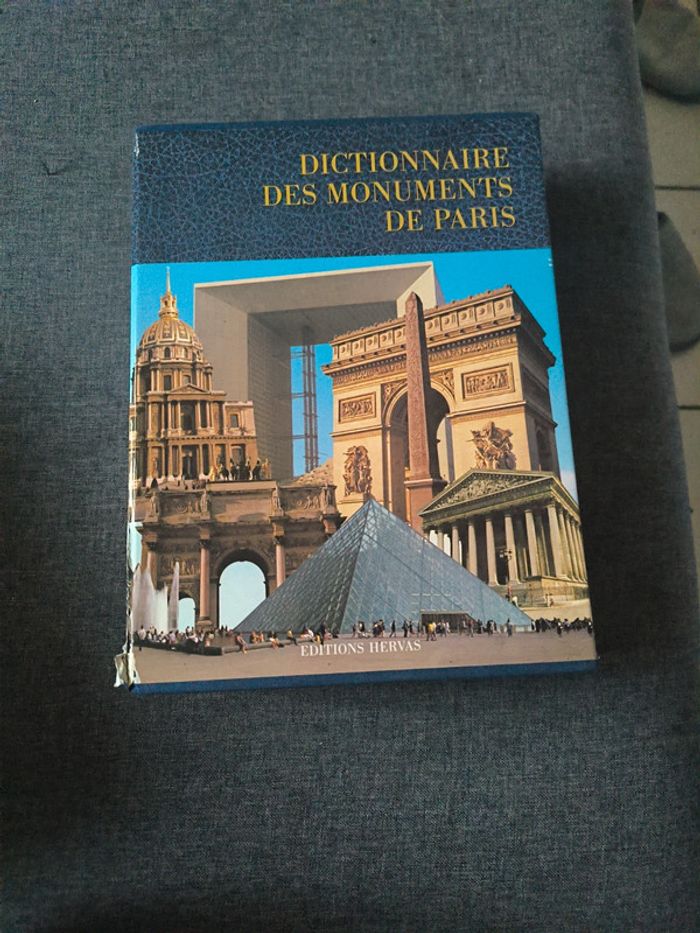 DICTIONNAIRE
DES MONUMENTS
DE PARIS
EDITIONS HERVAS